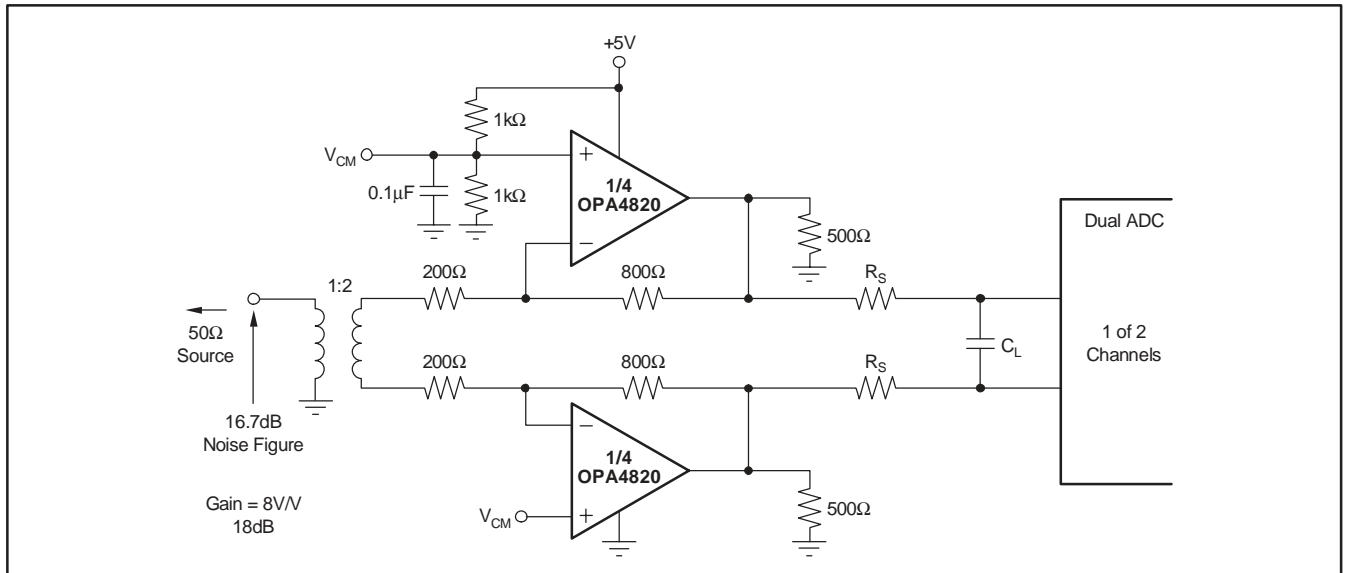 +5V
1kΩ
V_CM
+
0.1µF
1kΩ
1/4
OPA4820
−
500Ω
Dual ADC
200Ω
800Ω
R_S
1:2
50Ω
Source
C_L
1 of 2
Channels
200Ω
800Ω
R_S
16.7dB
Noise Figure
−
1/4
OPA4820
Gain = 8V/V
18dB
V_CM
+
500Ω